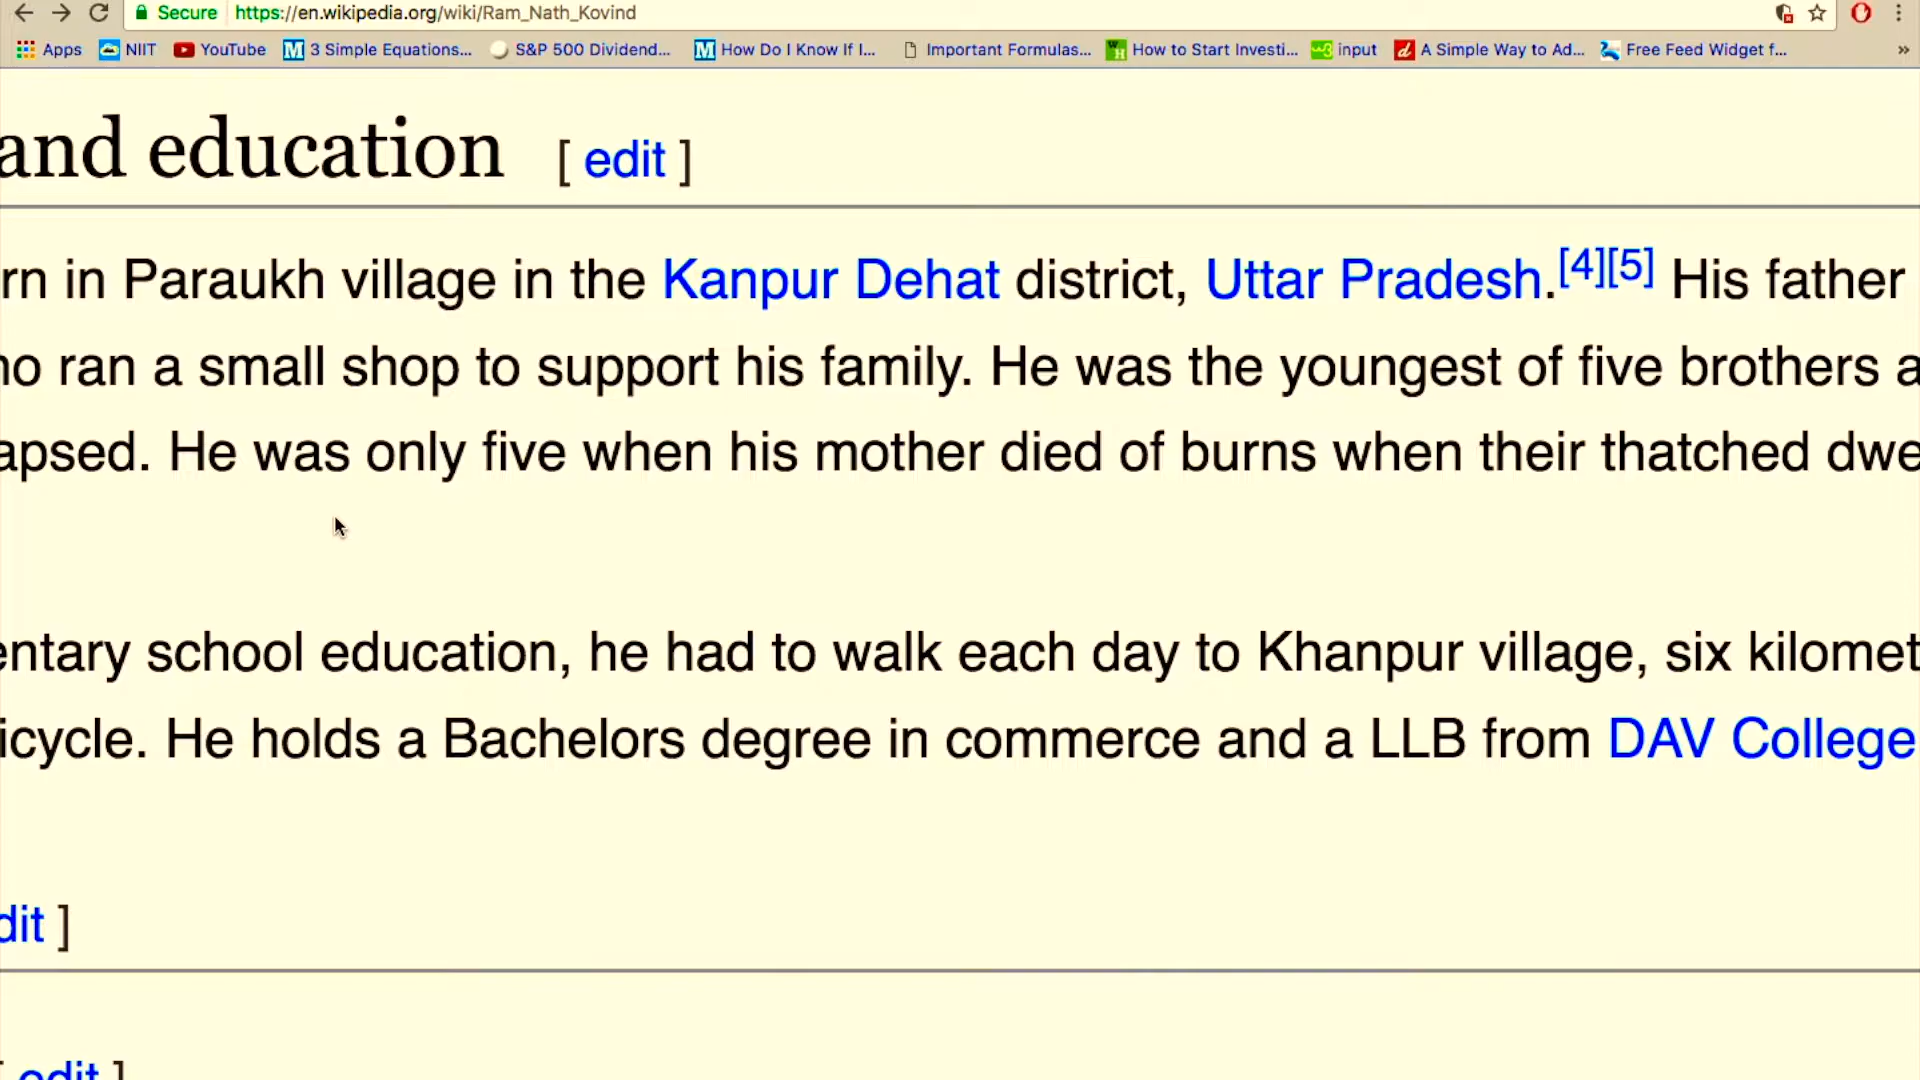 Secure https://en.wikipedia.org/wiki/Ram_Nath_Kovind
Apps NIIT YouTube 3 Simple Equations... S&P 500 Dividend... How Do I Know If I... Important Formulas... How to Start Investi... input A Simple Way to Ad... Free Feed Widget f... »
and education [ edit ]
rn in Paraukh village in the Kanpur Dehat district, Uttar Pradesh.[4][5] His father
ho ran a small shop to support his family. He was the youngest of five brothers a
apsed. He was only five when his mother died of burns when their thatched dwe
entary school education, he had to walk each day to Khanpur village, six kilomet
icycle. He holds a Bachelors degree in commerce and a LLB from DAV College
dit ]
[ edit ]